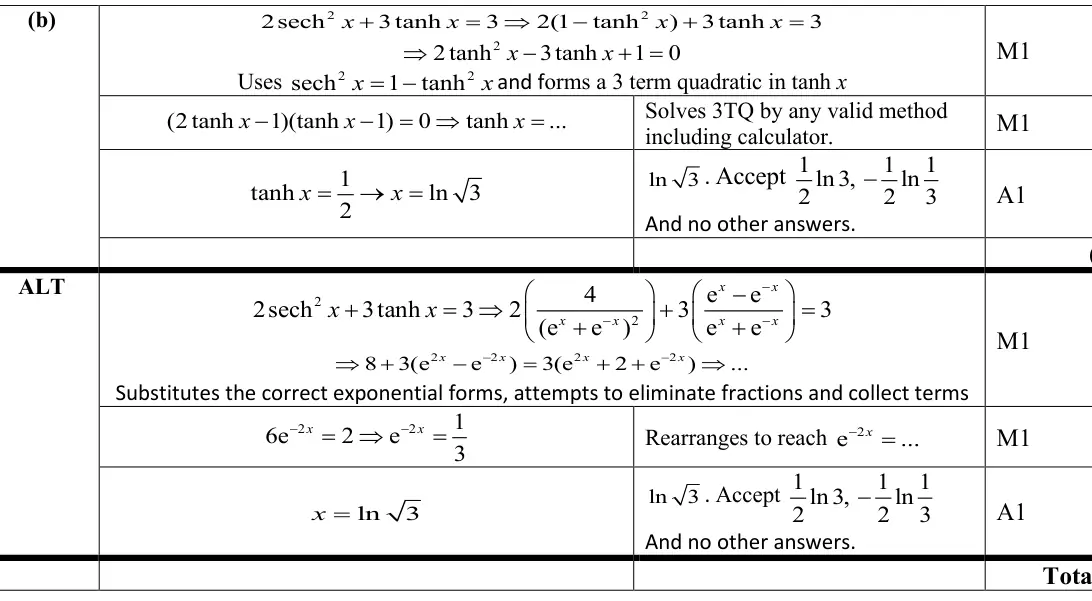 (b)
2 sech² x + 3 tanh x = 3 ⇒ 2(1 − tanh² x) + 3 tanh x = 3
⇒ 2 tanh² x − 3 tanh x + 1 = 0
Uses sech² x = 1 − tanh² x and forms a 3 term quadratic in tanh x
M1
(2 tanh x − 1)(tanh x − 1) = 0 ⇒ tanh x = ...
Solves 3TQ by any valid method
including calculator.
M1
tanh x = 1/2 → x = ln √3
ln √3 . Accept 1/2 ln 3, − 1/2 ln 1/3
And no other answers.
A1
(
ALT
2 sech² x + 3 tanh x = 3 ⇒ 2(4/(eˣ + e⁻ˣ)²) + 3((eˣ − e⁻ˣ)/(eˣ + e⁻ˣ)) = 3
⇒ 8 + 3(e²ˣ − e⁻²ˣ) = 3(e²ˣ + 2 + e⁻²ˣ) ⇒ ...
Substitutes the correct exponential forms, attempts to eliminate fractions and collect terms
M1
6e⁻²ˣ = 2 ⇒ e⁻²ˣ = 1/3
Rearranges to reach e⁻²ˣ = ...
M1
x = ln √3
ln √3 . Accept 1/2 ln 3, − 1/2 ln 1/3
And no other answers.
A1
Tota